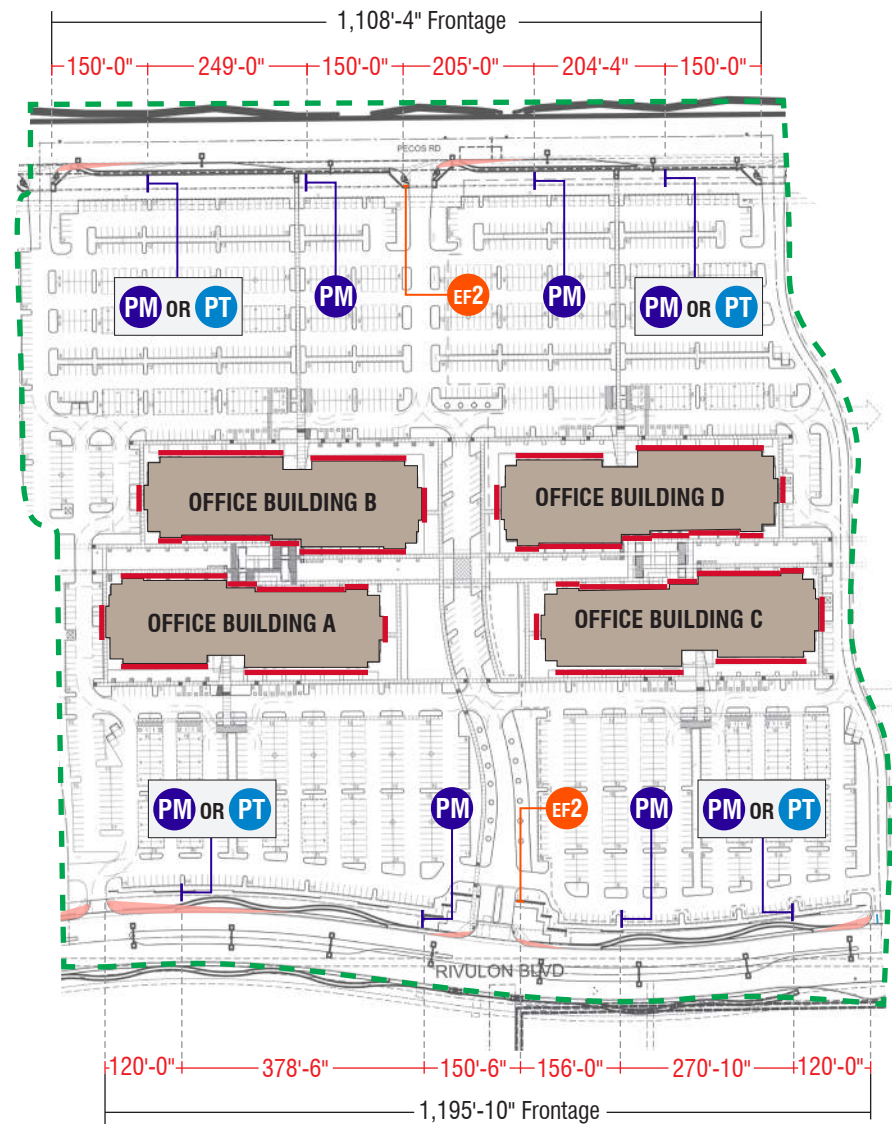 1,108'-4" Frontage
150'-0" 249'-0" 150'-0" 205'-0" 204'-4" 150'-0"
PECOS RD
PM OR PT
PM
EF2
PM
PM OR PT
OFFICE BUILDING B
OFFICE BUILDING D
OFFICE BUILDING A
OFFICE BUILDING C
PM OR PT
PM
EF2
PM
PM OR PT
RIVULON BLVD
120'-0" 378'-6" 150'-6" 156'-0" 270'-10" 120'-0"
1,195'-10" Frontage